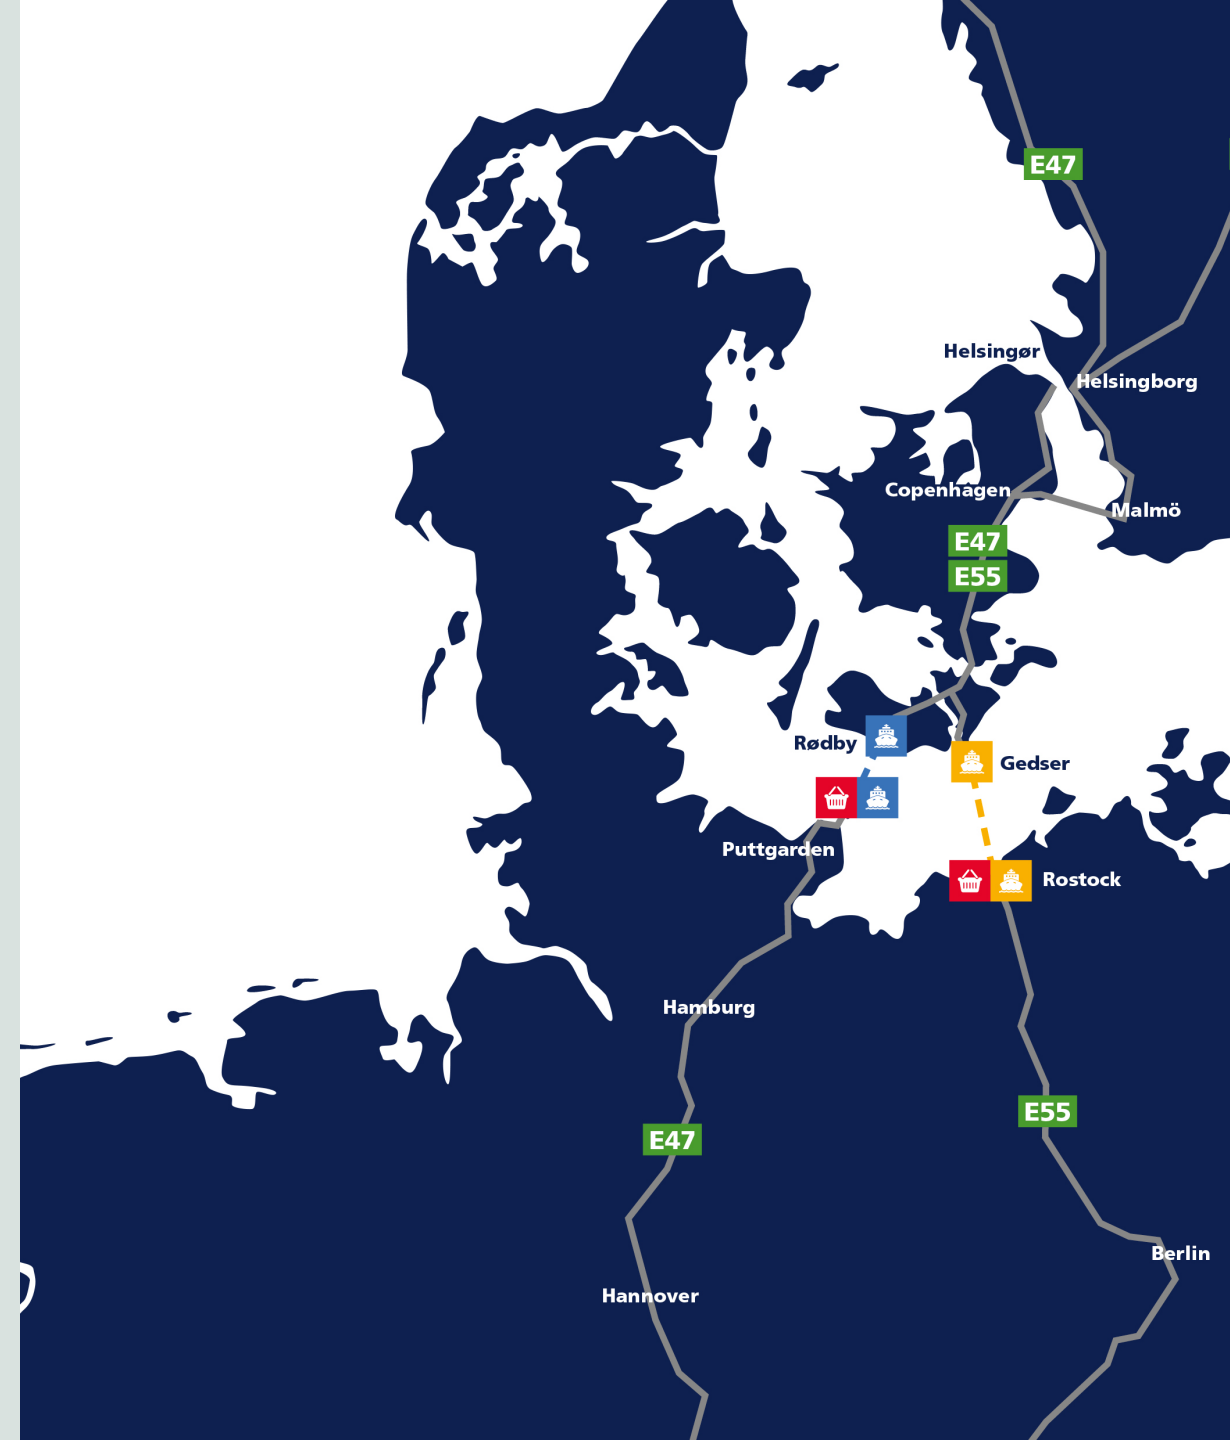 E47
Helsingør
Helsingborg
Copenhagen
Malmö
E47
E55
Rødby
Gedser
Puttgarden
Rostock
Hamburg
E55
E47
Berlin
Hannover